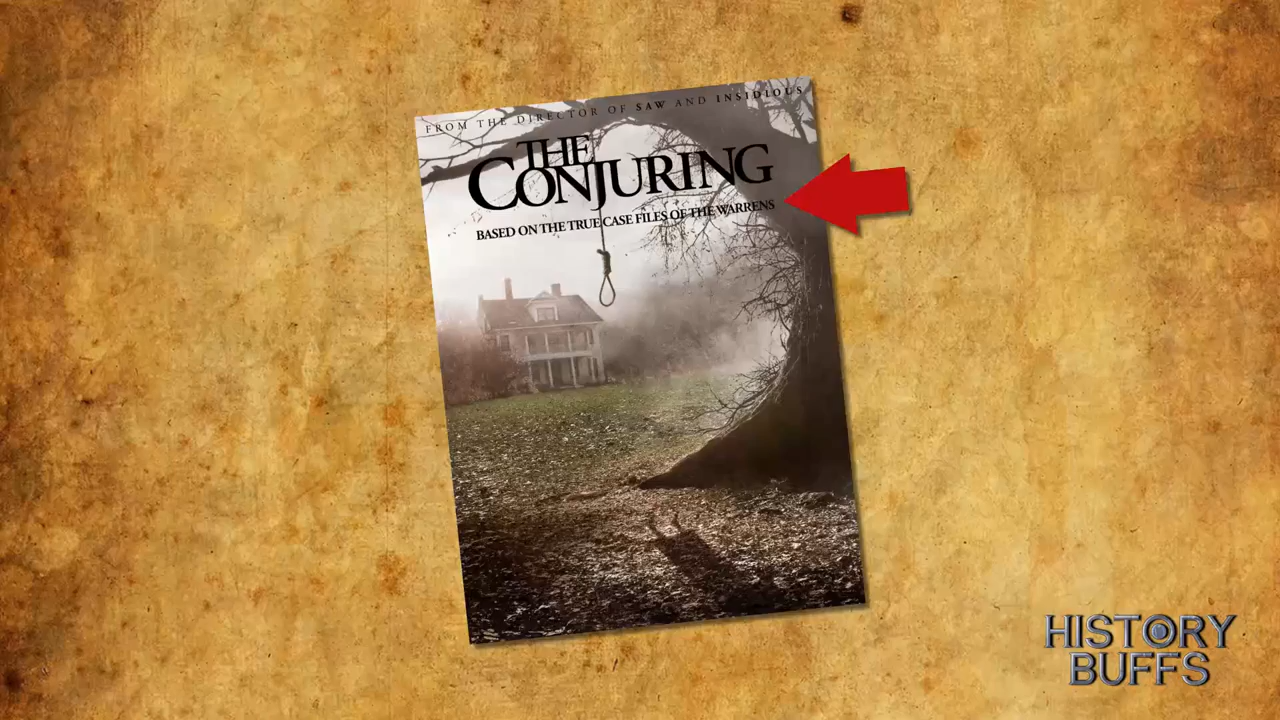 FROM THE DIRECTOR OF SAW AND INSIDIOUS
THE
CONJURING
BASED ON THE TRUE CASE FILES OF THE WARRENS
HISTORY
BUFFS